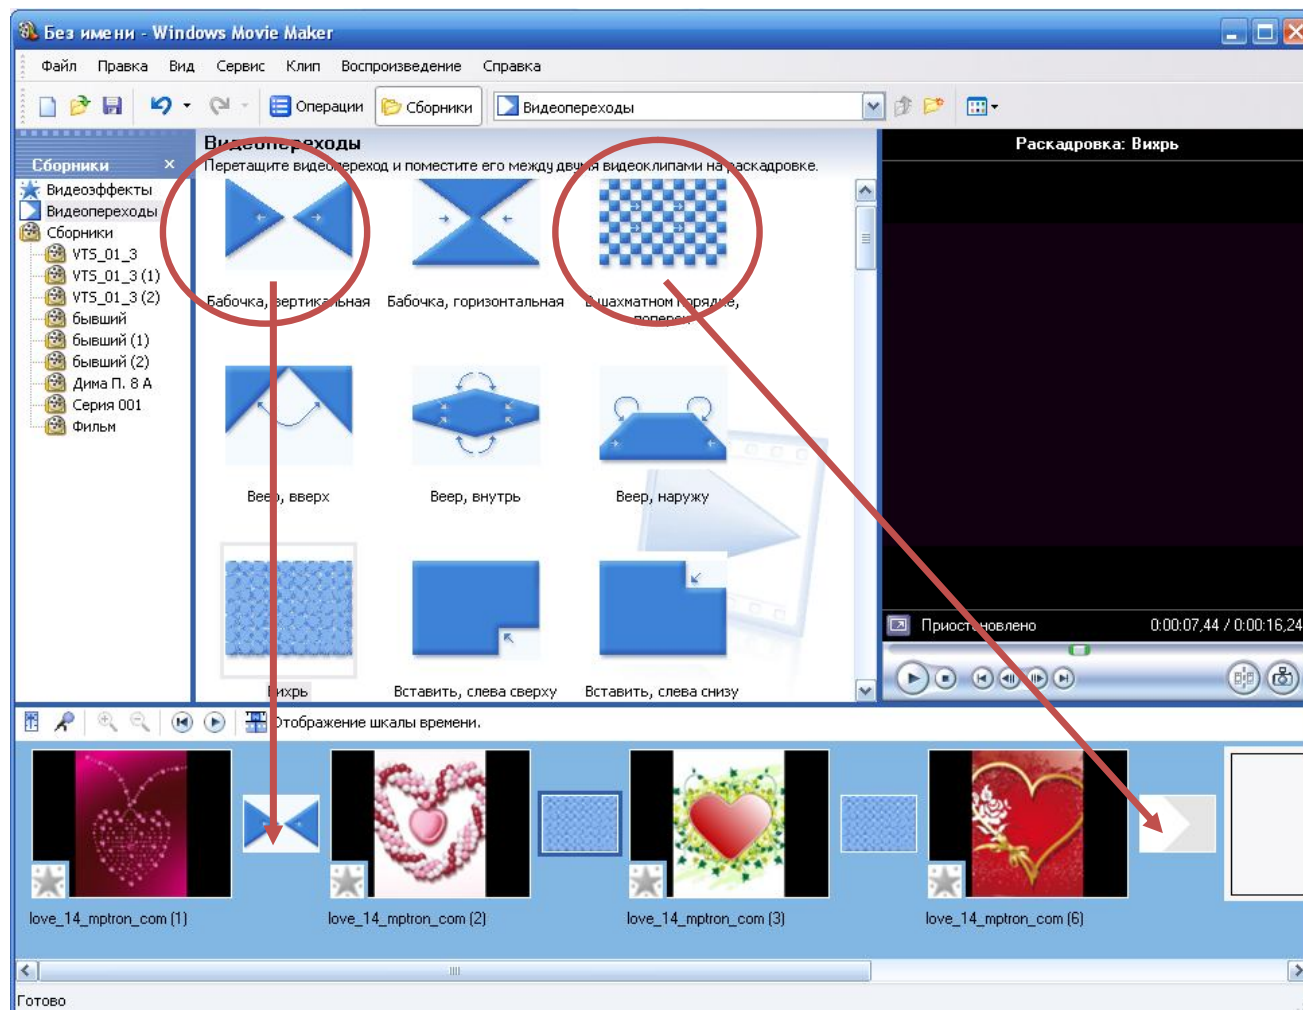 Без имени - Windows Movie Maker
Файл Правка Вид Сервис Клип Воспроизведение Справка
Операции Сборники Видеопереходы
Сборники ×
Видеоэффекты
Видеопереходы
Сборники
VTS_01_3
VTS_01_3 (1)
VTS_01_3 (2)
бывший
бывший (1)
бывший (2)
Дима П. 8 А
Серия 001
Фильм
Видеопереходы
Перетащите видеопереход и поместите его между двумя видеоклипами на раскадровке.
Бабочка, вертикальная Бабочка, горизонтальная В шахматном порядке,
поперек
Веер, вверх Веер, внутрь Веер, наружу
Вихрь Вставить, слева сверху Вставить, слева снизу
Раскадровка: Вихрь
Приостановлено 0:00:07,44 / 0:00:16,24
Отображение шкалы времени.
love_14_mptron_com (1) love_14_mptron_com (2) love_14_mptron_com (3) love_14_mptron_com (6)
Готово